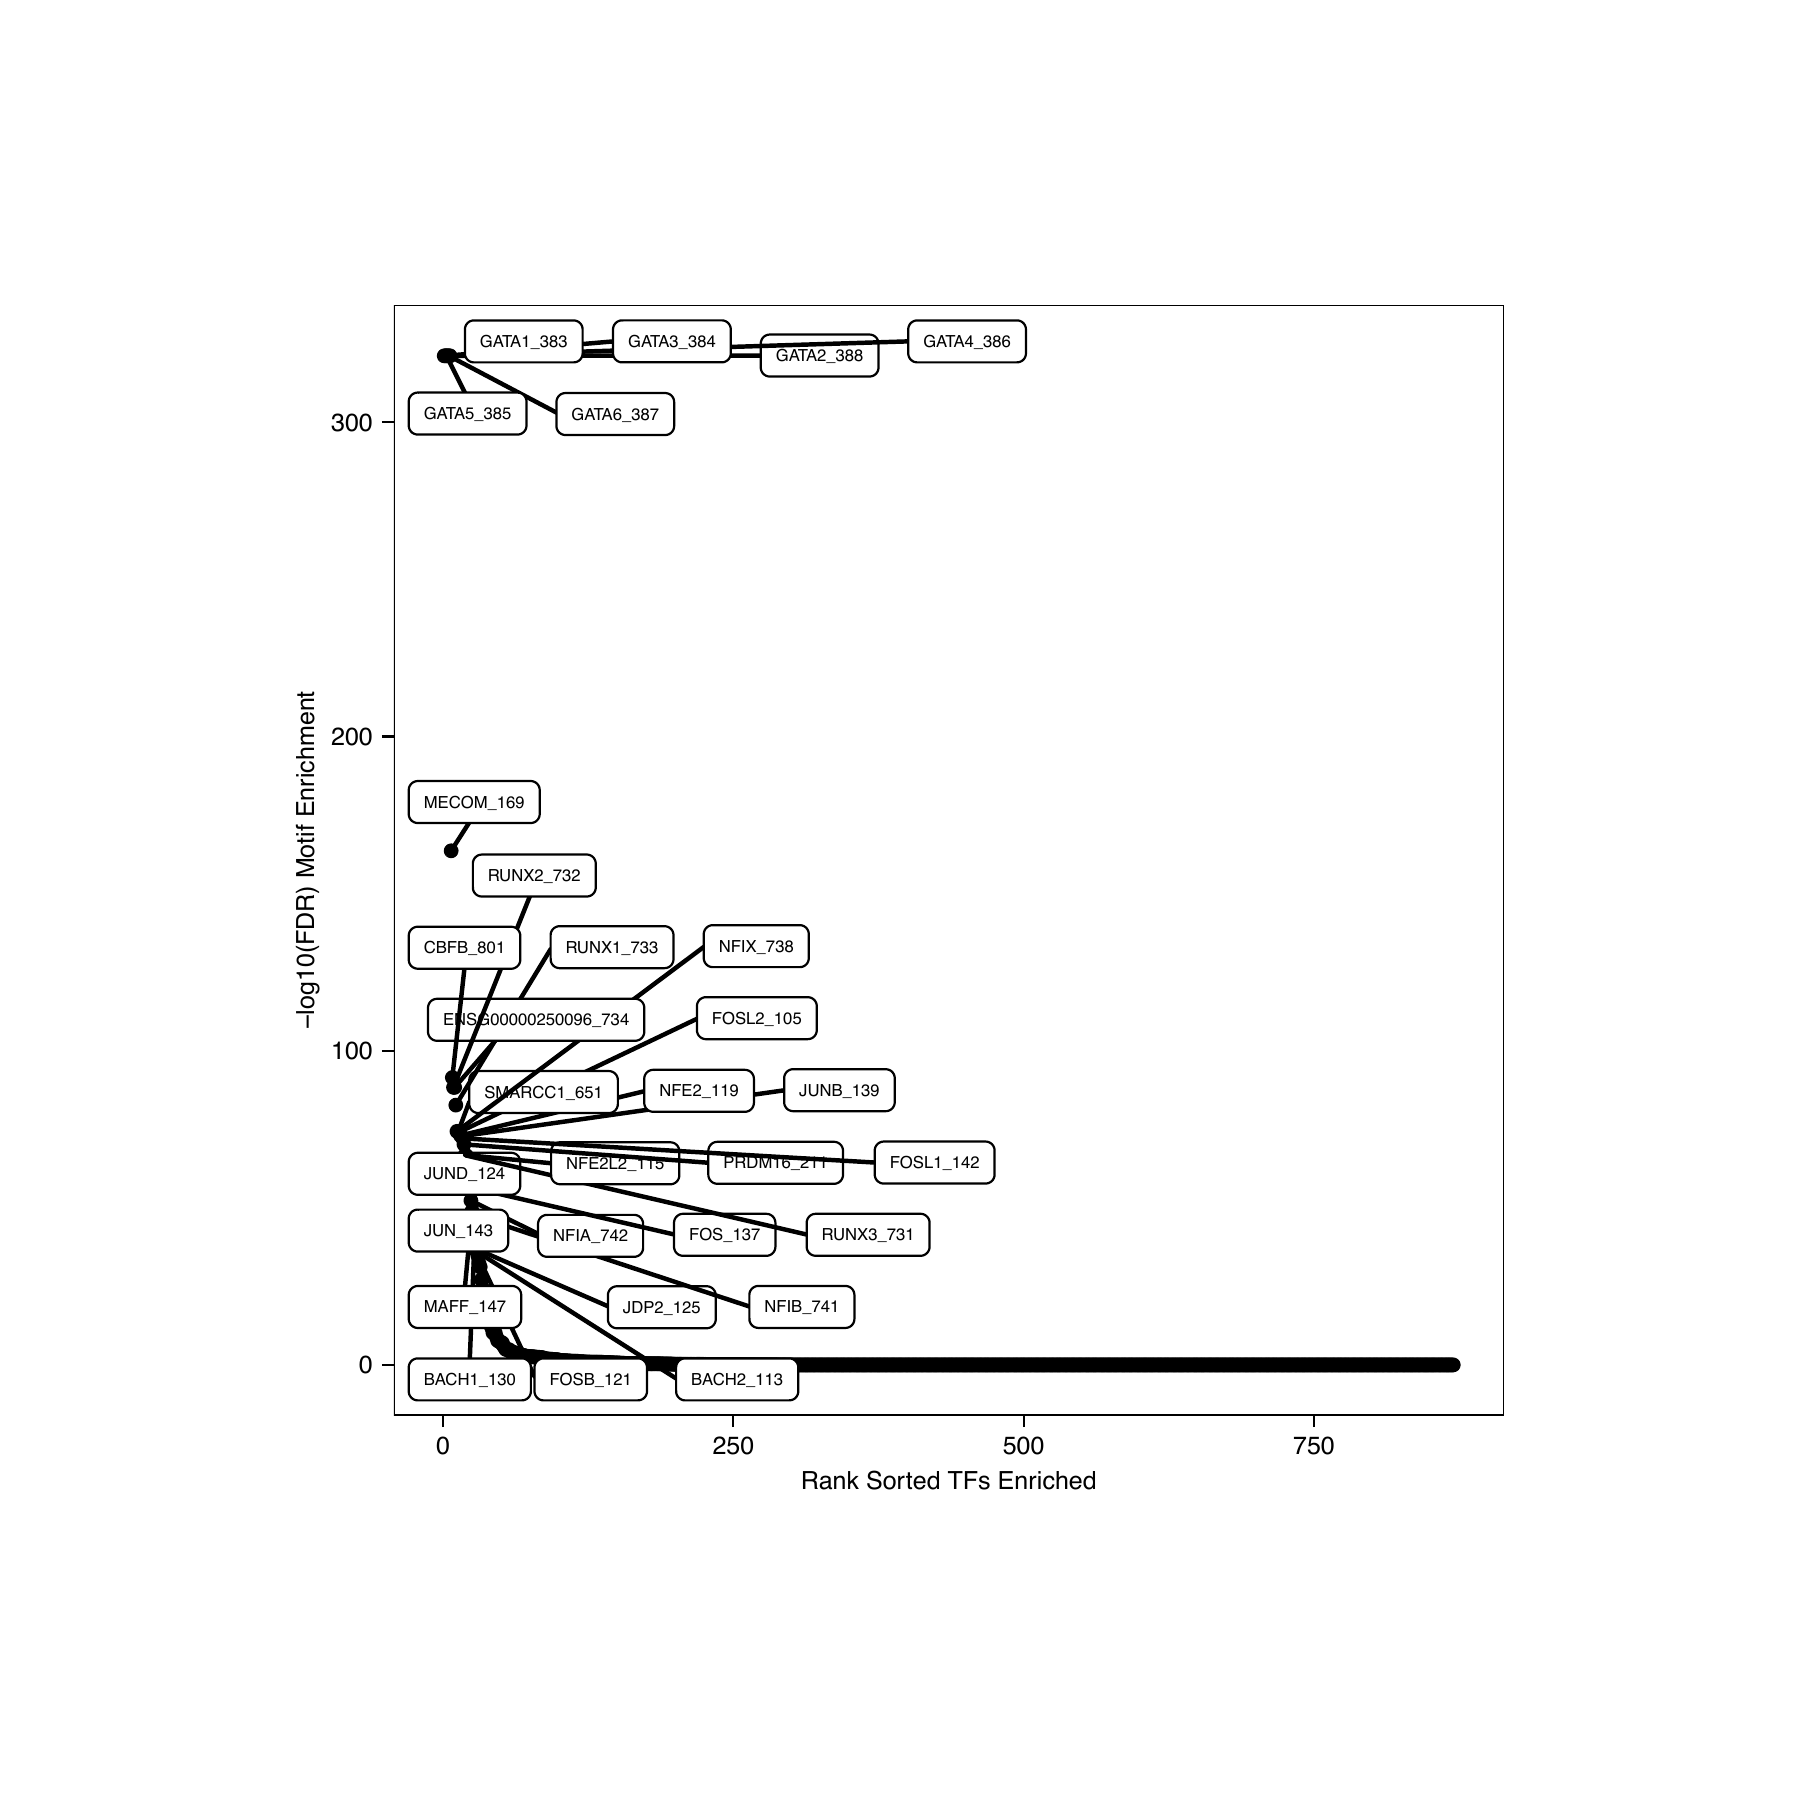 GATA1_383
GATA3_384
GATA4_386
GATA2_388
GATA5_385
GATA6_387
300
200
MECOM_169
RUNX2_732
CBFB_801
RUNX1_733
NFIX_738
ENSG00000250096_734
FOSL2_105
100
SMARCC1_651
NFE2_119
JUNB_139
NFE2L2_115
PRDM16_211
FOSL1_142
JUND_124
JUN_143
NFIA_742
FOS_137
RUNX3_731
MAFF_147
JDP2_125
NFIB_741
0
BACH1_130
FOSB_121
BACH2_113
0
250
500
750
Rank Sorted TFs Enriched
−log10(FDR) Motif Enrichment